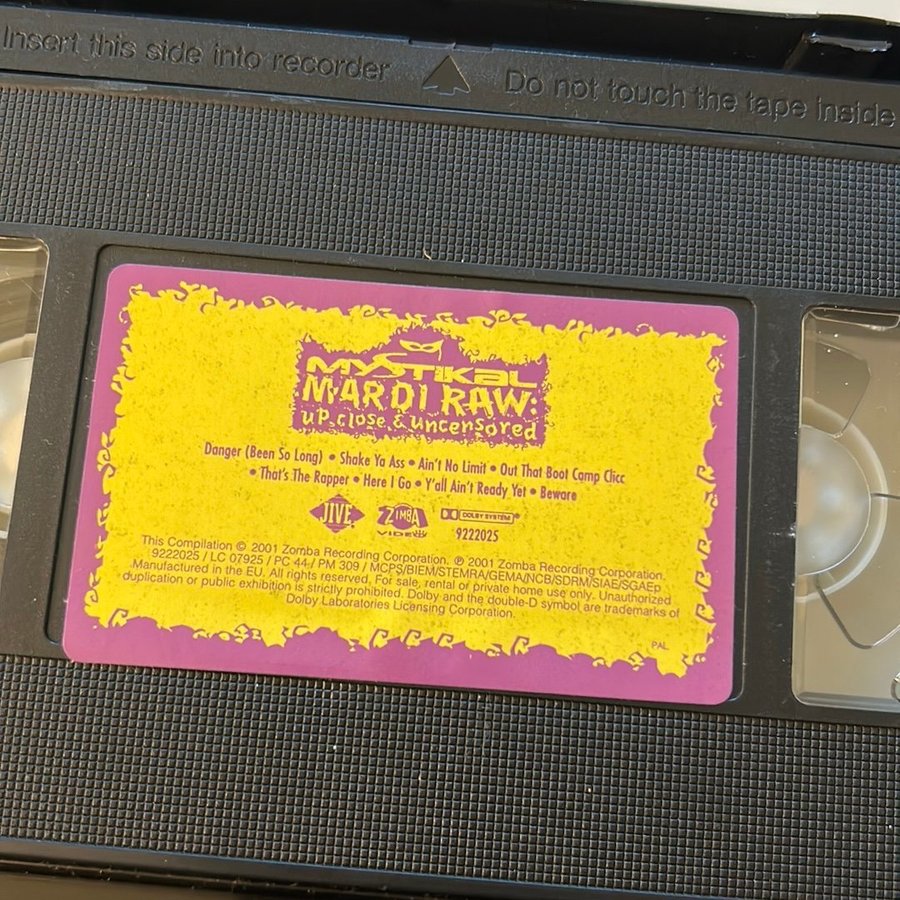 Insert this side into recorder
Do not touch the tape inside
MYSTIKAL
MARDI RAW:
uP close & uncensored
Danger (Been So Long) • Shake Ya Ass • Ain't No Limit • Out That Boot Camp Clicc
• That's The Rapper • Here I Go • Y'all Ain't Ready Yet • Beware
JIVE
ZOMBA
VIDEO
DOLBY SYSTEM®
9222025
This Compilation © 2001 Zomba Recording Corporation. ℗ 2001 Zomba Recording Corporation.
9222025 / LC 07925 / PC 44 / PM 309 / MCPS/BIEM/STEMRA/GEMA/NCB/SDRM/SIAE/SGAEp
Manufactured in the EU. All rights reserved. For sale, rental of private home use only. Unauthorized
duplication or public exhibition is strictly prohibited. Dolby and the double-D symbol are trademarks of
Dolby Laboratories Licensing Corporation.
PAL